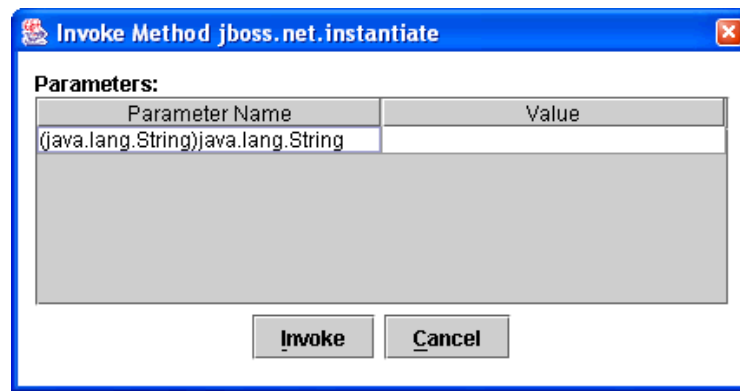 Invoke Method jboss.net.instantiate
Parameters:
Parameter Name Value
(java.lang.String)java.lang.String
Invoke Cancel